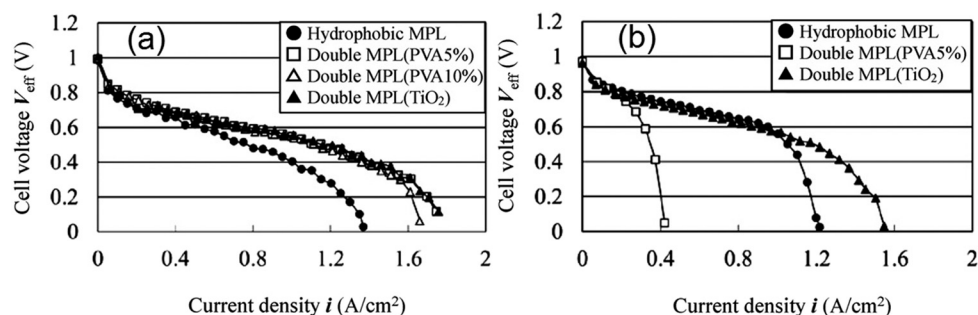 (a)
Hydrophobic MPL
Double MPL(PVA5%)
Double MPL(PVA10%)
Double MPL(TiO₂)
Cell voltage Veff (V)
1.2
1
0.8
0.6
0.4
0.2
0
0 0.4 0.8 1.2 1.6 2
Current density i (A/cm²)
(b)
Hydrophobic MPL
Double MPL(PVA5%)
Double MPL(TiO₂)
Cell voltage Veff (V)
1.2
1
0.8
0.6
0.4
0.2
0
0 0.4 0.8 1.2 1.6 2
Current density i (A/cm²)